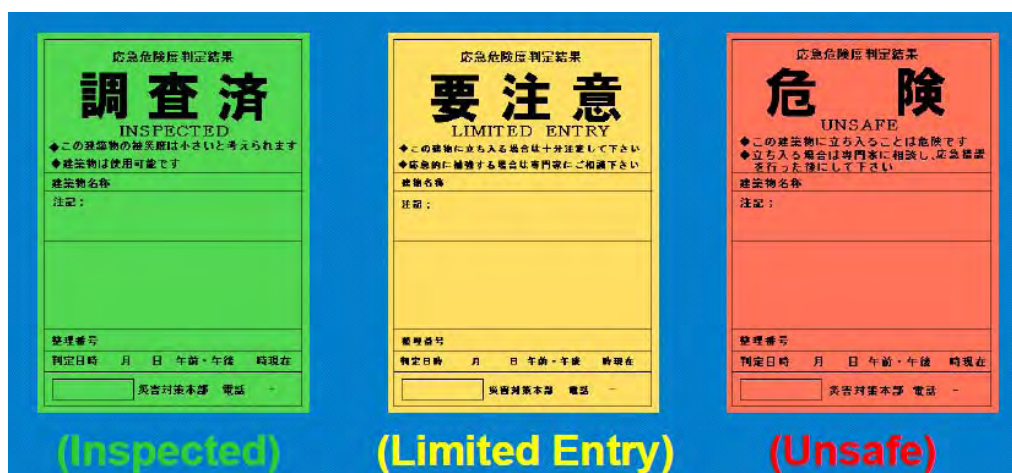 応急危険度判定結果
調査済
INSPECTED
◆この建築物の被災度は小さいと考えられます
◆建築物は使用可能です
建築物名称
注記：
整理番号
判定日時 月 日 午前・午後 時現在
災害対策本部 電話 -
応急危険度判定結果
要注意
LIMITED ENTRY
◆この建物に立ち入る場合は十分注意して下さい
◆応急的に補強する場合は専門家にご相談下さい
建物名称
注記：
整理番号
判定日時 月 日 午前・午後 時現在
災害対策本部 電話 -
応急危険度判定結果
危険
UNSAFE
◆この建築物に立ち入ることは危険です
◆立ち入る場合は専門家に相談し、応急措置
を行った後にして下さい
建築物名称
注記：
整理番号
判定日時 月 日 午前・午後 時現在
災害対策本部 電話 -
(Inspected)
(Limited Entry)
(Unsafe)